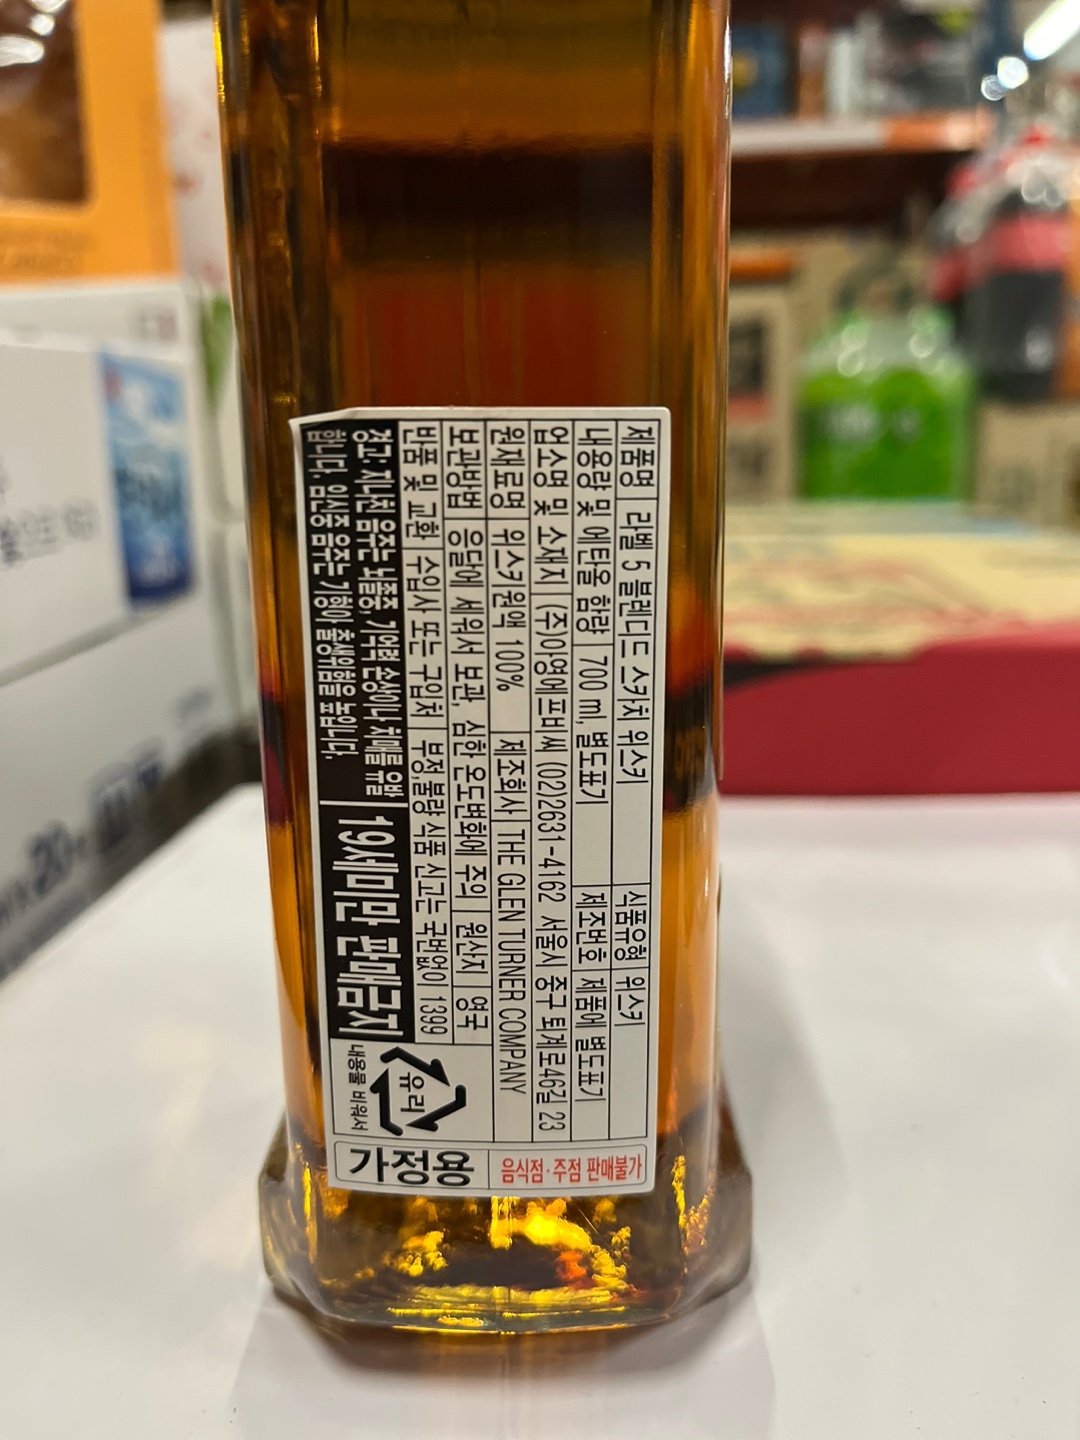 제품명 라벨 5 블렌디드 스카치 위스키 식품유형 위스키
내용량 및 에탄올 함량 700 ml, 별도표기 제조번호 제품에 별도표기
업소명 및 소재지 (주)이영에프비씨 (02)2631-4162 서울시 중구 퇴계로46길 23
원재료명 위스키원액 100% 제조회사 THE GLEN TURNER COMPANY
보관방법 응달에 세워서 보관, 심한 온도변화에 주의 원산지 영국
반품 및 교환 수입사 또는 구입처 부정,불량 식품 신고는 국번없이 1399
경고: 지나친 음주는 뇌졸중, 기억력 손상이나 치매를 유발
합니다. 임신중 음주는 기형아 출생위험을 높입니다.
19세미만 판매금지
유리
내용물 비워서
가정용 음식점·주점 판매불가